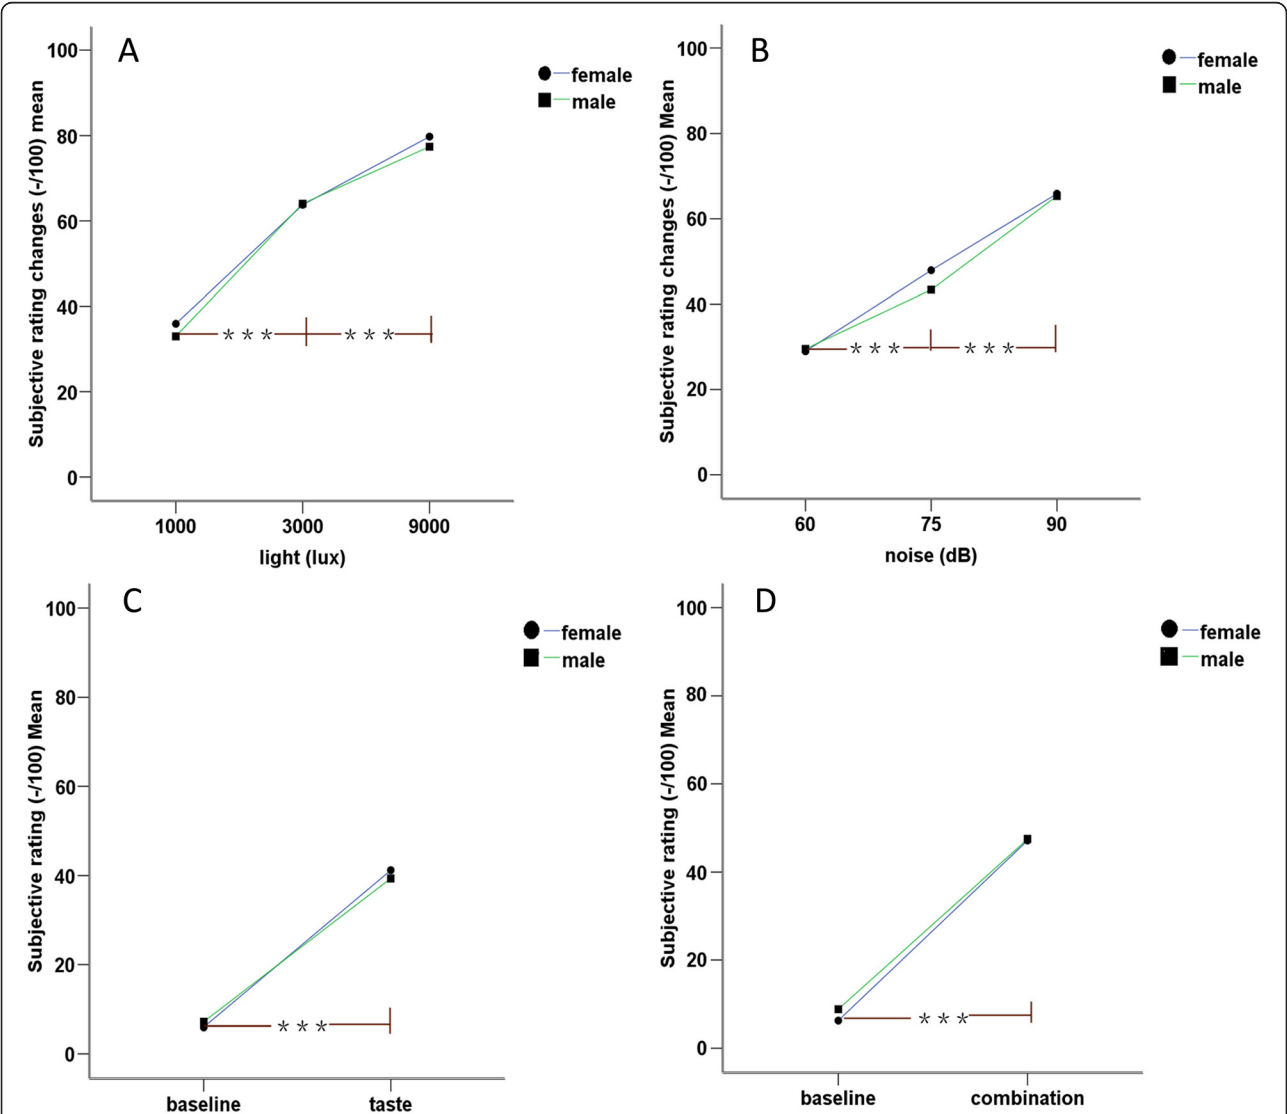 A
100
80
60
40
20
0
Subjective rating changes (-/100) mean
female
male
* * *
* * *
1000 3000 9000
light (lux)
B
100
80
60
40
20
0
Subjective rating changes (-/100) Mean
female
male
* * *
* * *
60 75 90
noise (dB)
C
100
80
60
40
20
0
Subjective rating (-/100) Mean
female
male
* * *
baseline taste
D
100
80
60
40
20
0
Subjective rating (-/100) Mean
female
male
* * *
baseline combination